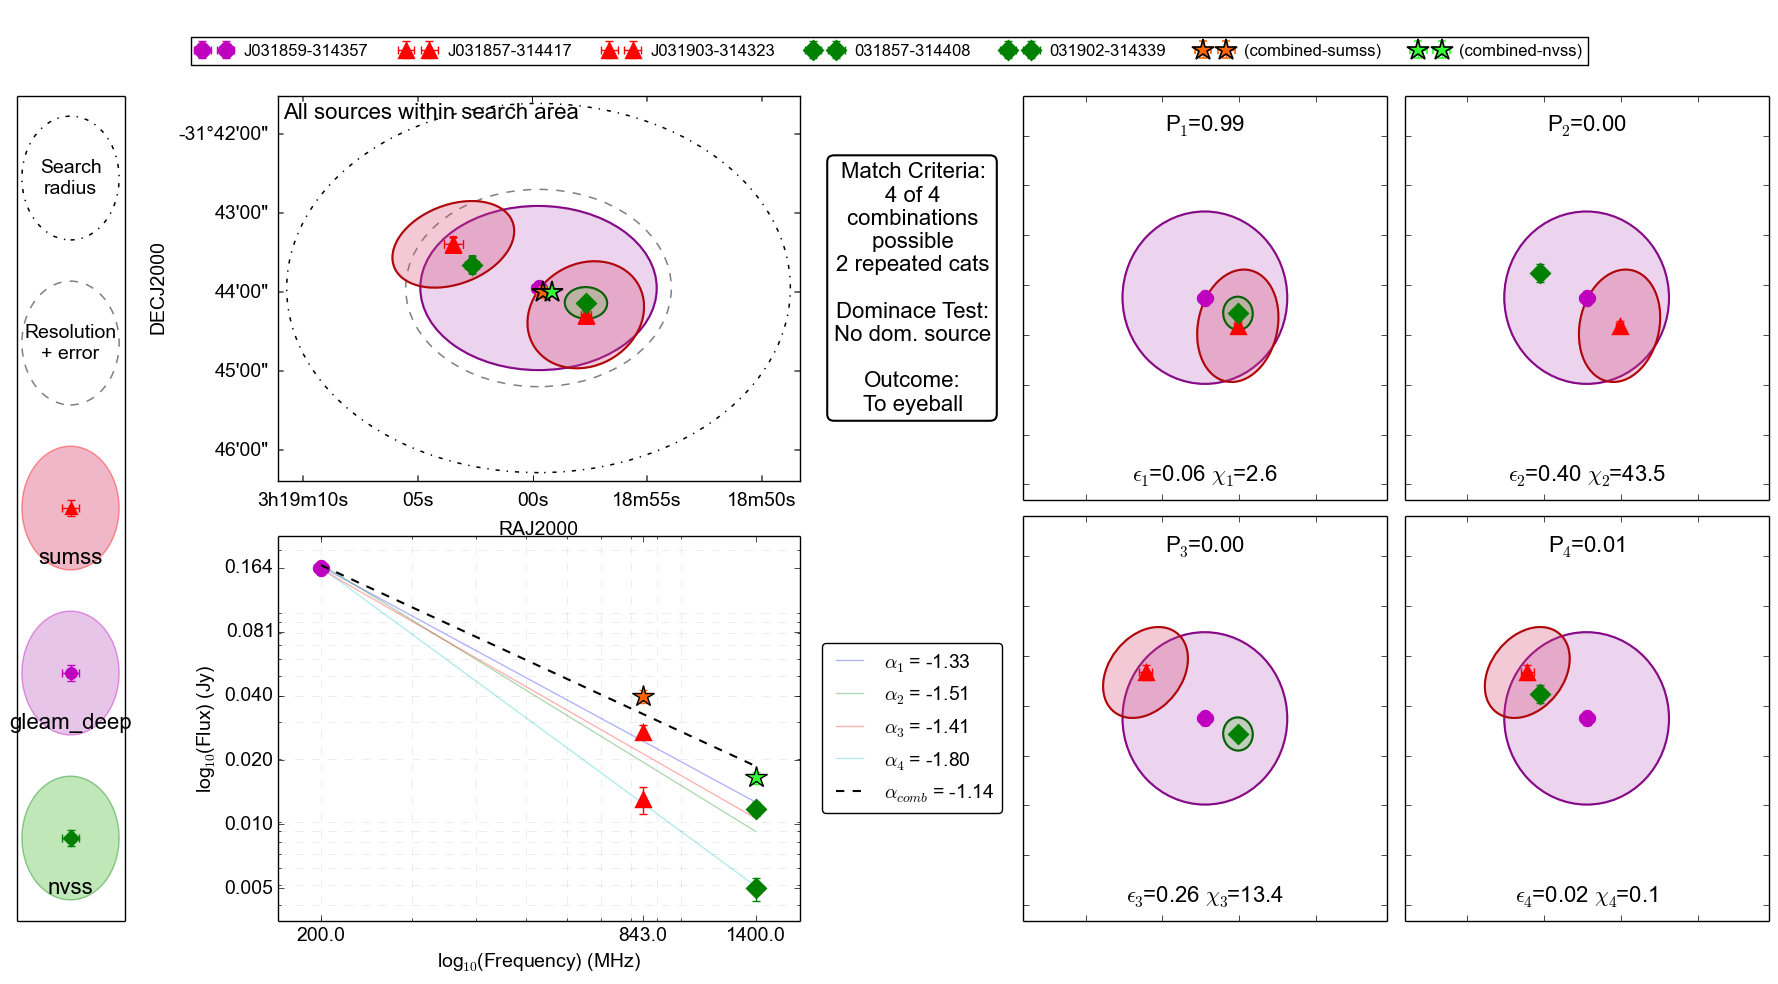 J031859-314357 J031857-314417 J031903-314323 031857-314408 031902-314339 (combined-sumss) (combined-nvss)
Search
radius
Resolution
+ error
sumss
gleam_deep
nvss
All sources within search area
DECJ2000
-31°42'00"
43'00"
44'00"
45'00"
46'00"
3h19m10s 05s 00s 18m55s 18m50s
RAJ2000
Match Criteria:
4 of 4
combinations
possible
2 repeated cats
Dominace Test:
No dom. source
Outcome:
To eyeball
P1=0.99
ϵ1=0.06 χ1=2.6
P2=0.00
ϵ2=0.40 χ2=43.5
P3=0.00
ϵ3=0.26 χ3=13.4
P4=0.01
ϵ4=0.02 χ4=0.1
log10(Flux) (Jy)
0.164
0.081
0.040
0.020
0.010
0.005
200.0 843.0 1400.0
log10(Frequency) (MHz)
α1 = -1.33
α2 = -1.51
α3 = -1.41
α4 = -1.80
αcomb = -1.14